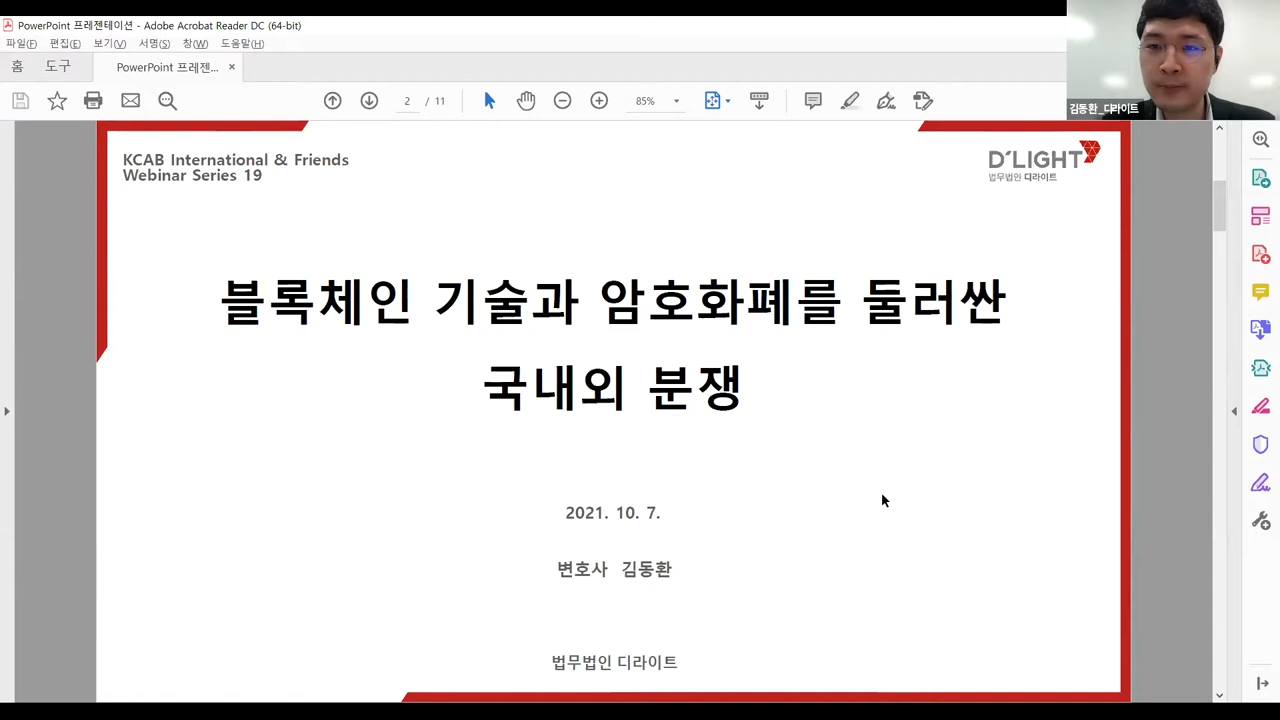 PowerPoint 프레젠테이션 - Adobe Acrobat Reader DC (64-bit)
파일(F) 편집(E) 보기(V) 서명(S) 창(W) 도움말(H)
홈 도구 PowerPoint 프레젠... ×
2 / 11 85%
김동환_디라이트
KCAB International & Friends
Webinar Series 19
D'LIGHT
법무법인 디라이트
블록체인 기술과 암호화폐를 둘러싼
국내외 분쟁
2021. 10. 7.
변호사 김동환
법무법인 디라이트